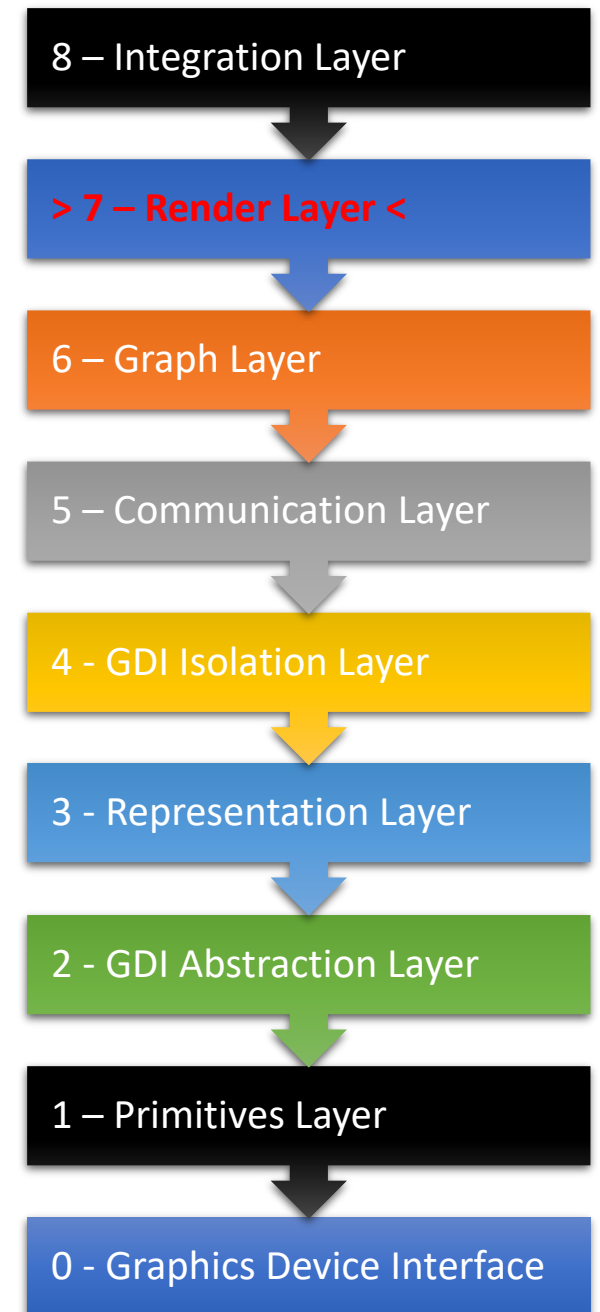 8 – Integration Layer
> 7 – Render Layer <
6 – Graph Layer
5 – Communication Layer
4 - GDI Isolation Layer
3 - Representation Layer
2 - GDI Abstraction Layer
1 – Primitives Layer
0 - Graphics Device Interface